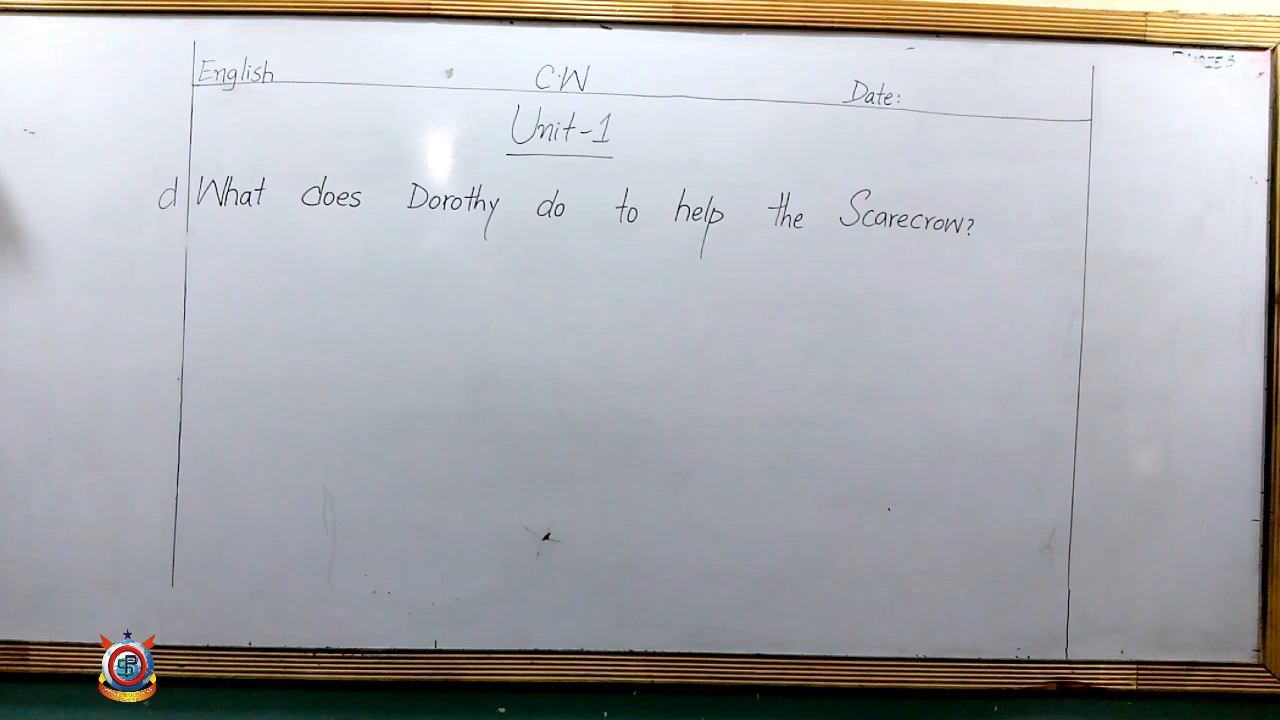 English C.W Date:
Unit-1
d What does Dorothy do to help the Scarecrow?